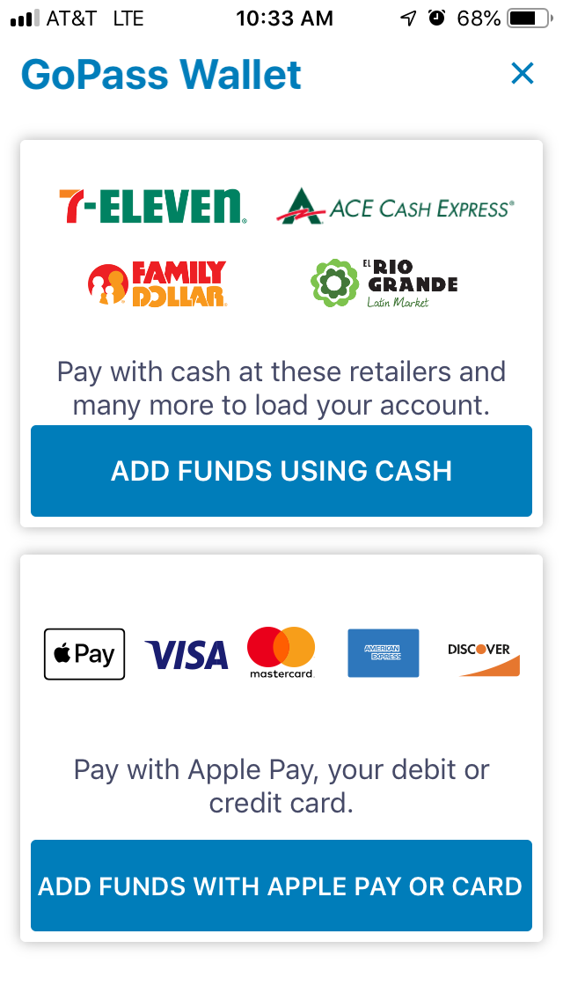 AT&T LTE 10:33 AM 68%
GoPass Wallet
7-ELEVEN® ACE CASH EXPRESS®
FAMILY DOLLAR® EL RIO GRANDE Latin Market
Pay with cash at these retailers and
many more to load your account.
ADD FUNDS USING CASH
Pay VISA mastercard. AMERICAN EXPRESS DISCOVER
Pay with Apple Pay, your debit or
credit card.
ADD FUNDS WITH APPLE PAY OR CARD